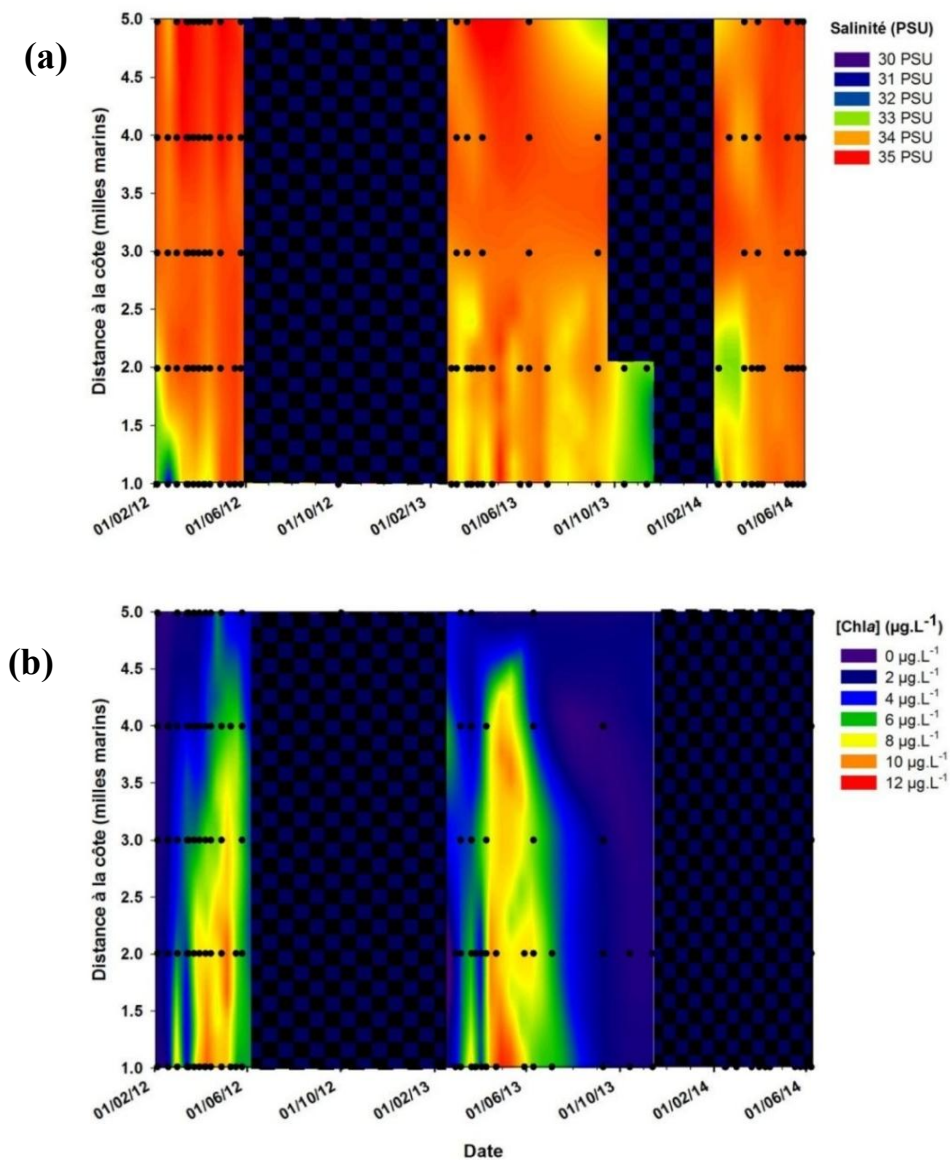 (a)
Distance à la côte (milles marins)
5.0
4.5
4.0
3.5
3.0
2.5
2.0
1.5
1.0
01/02/12
01/06/12
01/10/12
01/02/13
01/06/13
01/10/13
01/02/14
01/06/14
Salinité (PSU)
30 PSU
31 PSU
32 PSU
33 PSU
34 PSU
35 PSU
(b)
Distance à la côte (milles marins)
5.0
4.5
4.0
3.5
3.0
2.5
2.0
1.5
1.0
01/02/12
01/06/12
01/10/12
01/02/13
01/06/13
01/10/13
01/02/14
01/06/14
Date
[Chla] (µg.L⁻¹)
0 µg.L⁻¹
2 µg.L⁻¹
4 µg.L⁻¹
6 µg.L⁻¹
8 µg.L⁻¹
10 µg.L⁻¹
12 µg.L⁻¹